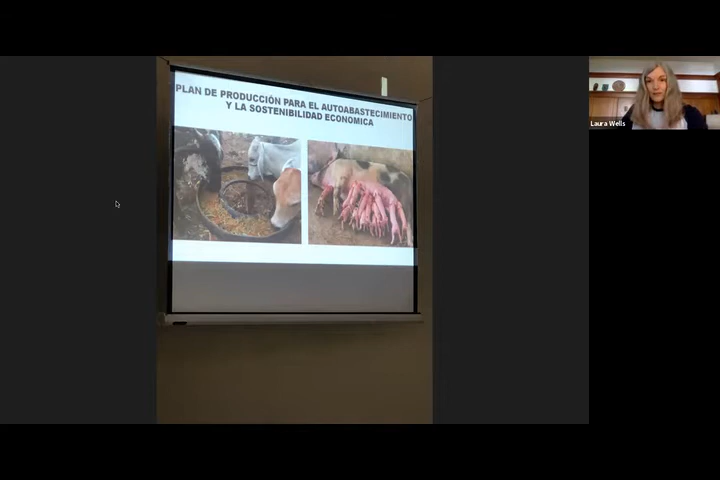 PLAN DE PRODUCCIÓN PARA EL AUTOABASTECIMIENTO
Y LA SOSTENIBILIDAD ECONOMICA
Laura Wells